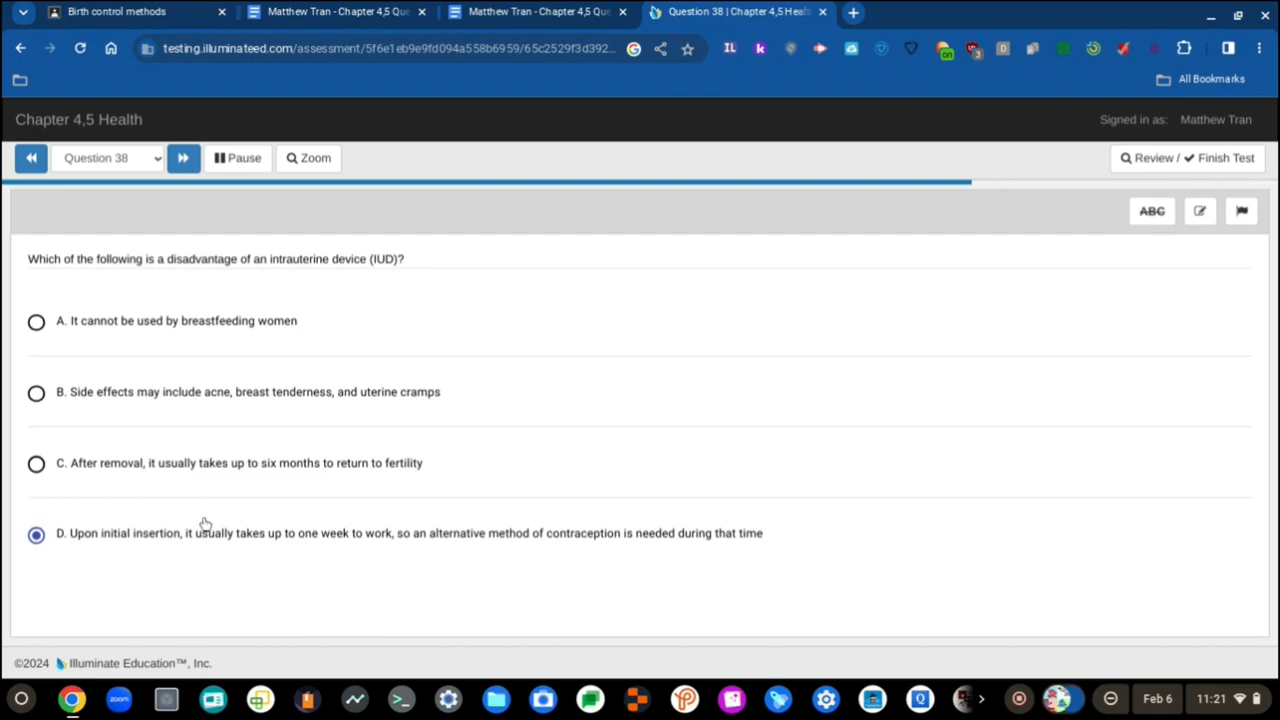 Birth control methods
Matthew Tran - Chapter 4,5 Que
Matthew Tran - Chapter 4,5 Que
Question 38 | Chapter 4,5 Heal
testing.illuminateed.com/assessment/5f6e1eb9e9fd094a558b6959/65c2529f3d392...
IL
k
on
3
D
All Bookmarks
Chapter 4,5 Health
Signed in as: Matthew Tran
Question 38
Pause
Zoom
Review / Finish Test
ABC
Which of the following is a disadvantage of an intrauterine device (IUD)?
A. It cannot be used by breastfeeding women
B. Side effects may include acne, breast tenderness, and uterine cramps
C. After removal, it usually takes up to six months to return to fertility
D. Upon initial insertion, it usually takes up to one week to work, so an alternative method of contraception is needed during that time
©2024 Illuminate Education™, Inc.
zoom
Q
Feb 6
11:21